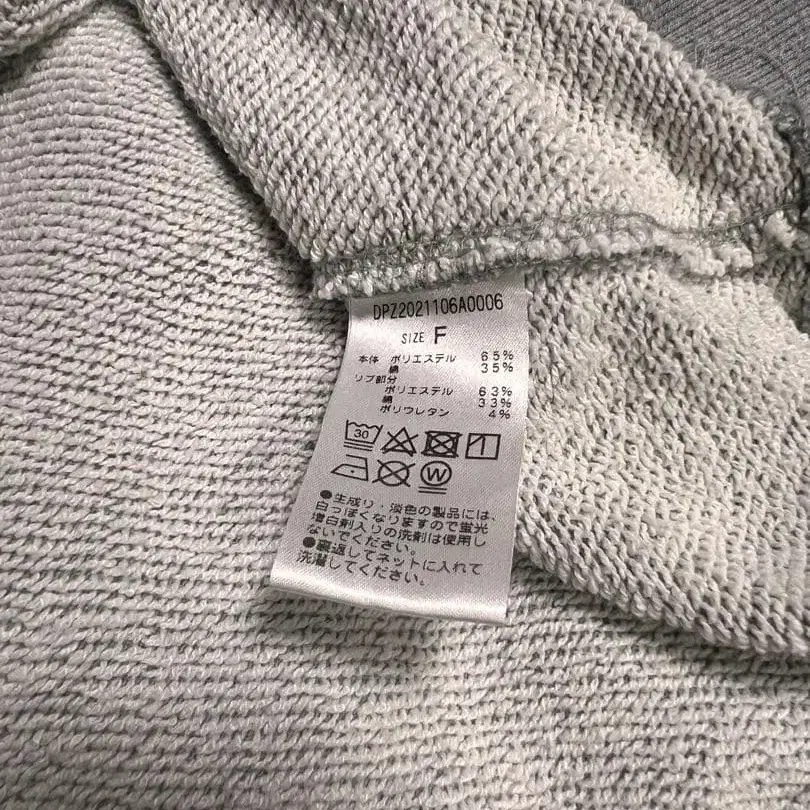 DPZ2021106A0006
SIZE F
本体 ポリエステル 65%
綿 35%
リブ部分
ポリエステル 63%
綿 33%
ポリウレタン 4%
30
W
●生成り・淡色の製品には、
白っぽくなりますので蛍光
増白剤入りの洗剤は使用し
ないでください。
●裏返してネットに入れて
洗濯してください。